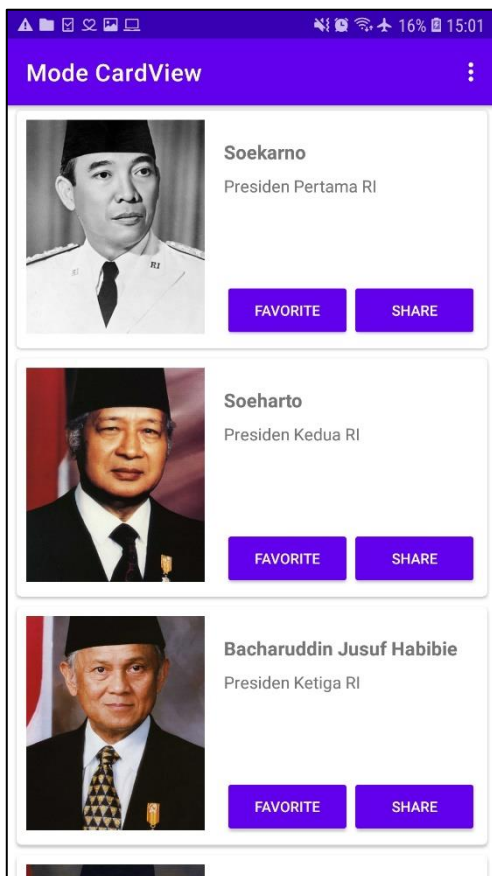 16% 15:01
Mode CardView
Soekarno
Presiden Pertama RI
RI
FAVORITE SHARE
Soeharto
Presiden Kedua RI
FAVORITE SHARE
Bacharuddin Jusuf Habibie
Presiden Ketiga RI
FAVORITE SHARE